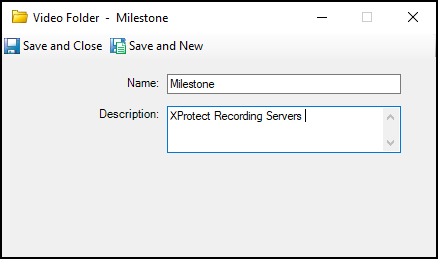 Video Folder - Milestone
Save and Close Save and New
Name: Milestone
Description: XProtect Recording Servers